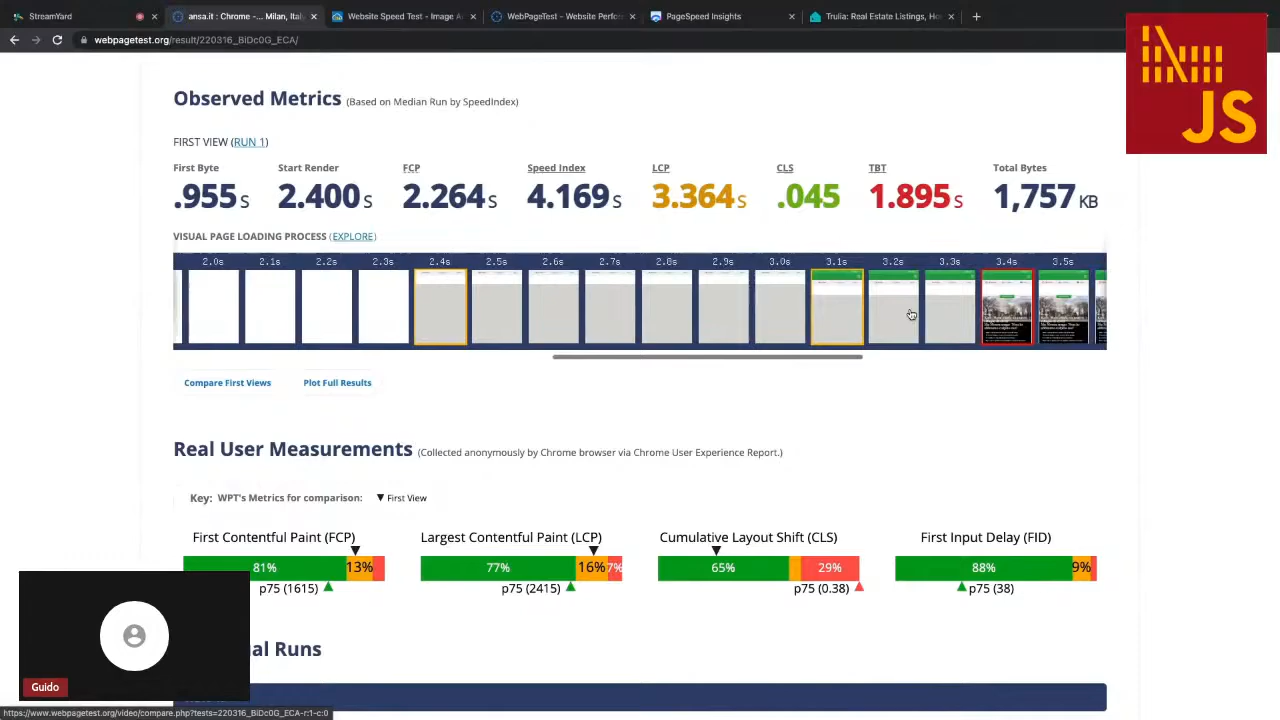 StreamYard
ansa.it : Chrome -... Milan, Ital
Website Speed Test - Image A
WebPageTest - Website Perfor
PageSpeed Insights
Trulia: Real Estate Listings, Ho
webpagetest.org/result/220316_BiDc0G_ECA/
JS
Observed Metrics (Based on Median Run by SpeedIndex)
FIRST VIEW (RUN 1)
First Byte Start Render FCP Speed Index LCP CLS TBT Total Bytes
.955 S 2.400 S 2.264 S 4.169 S 3.364 S .045 1.895 S 1,757 KB
VISUAL PAGE LOADING PROCESS (EXPLORE)
2.0s 2.1s 2.2s 2.3s 2.4s 2.5s 2.6s 2.7s 2.8s 2.9s 3.0s 3.1s 3.2s 3.3s 3.4s 3.5s
Compare First Views Plot Full Results
Real User Measurements (Collected anonymously by Chrome browser via Chrome User Experience Report.)
Key: WPT's Metrics for comparison: ▼ First View
First Contentful Paint (FCP) Largest Contentful Paint (LCP) Cumulative Layout Shift (CLS) First Input Delay (FID)
81% 13% 77% 16% 7% 65% 29% 88% 9%
p75 (1615) p75 (2415) p75 (0.38) p75 (38)
al Runs
Guido
https://www.webpagetest.org/video/compare.php?tests=220316_BiDc0G_ECA-r:1-c:0